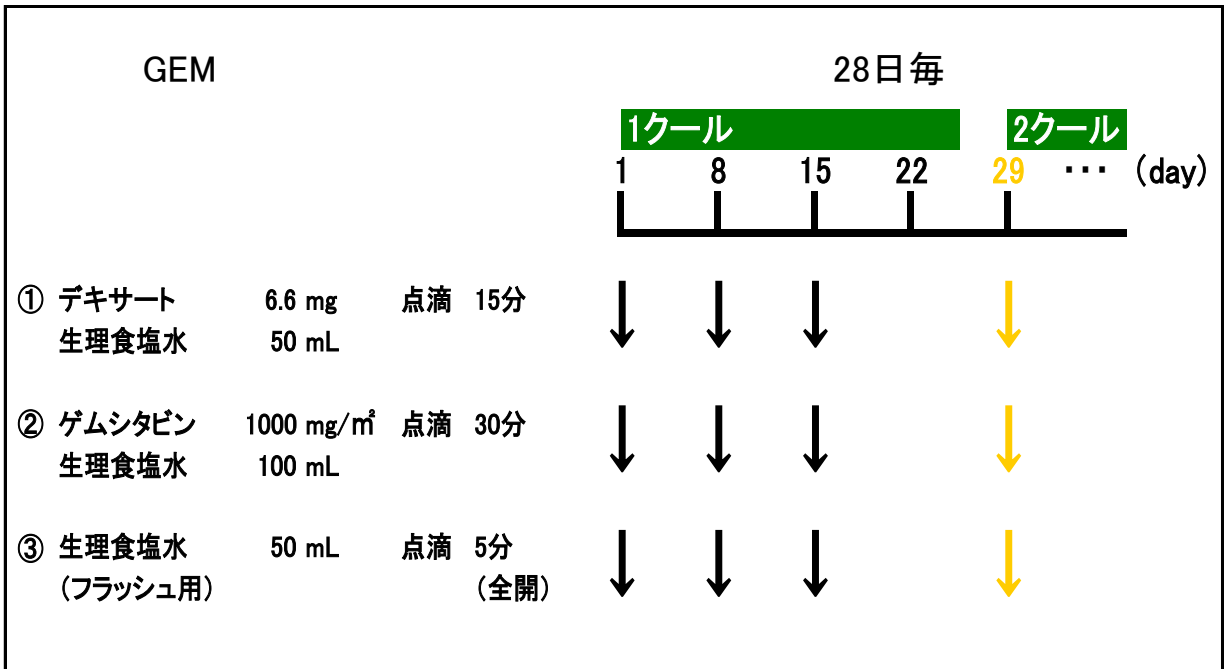 GEM 28日毎
1クール 2クール
1 8 15 22 29 ･･･ (day)
① デキサート 6.6 mg 点滴 15分
生理食塩水 50 mL
② ゲムシタビン 1000 mg/㎡ 点滴 30分
生理食塩水 100 mL
③ 生理食塩水 50 mL 点滴 5分
(フラッシュ用) (全開)